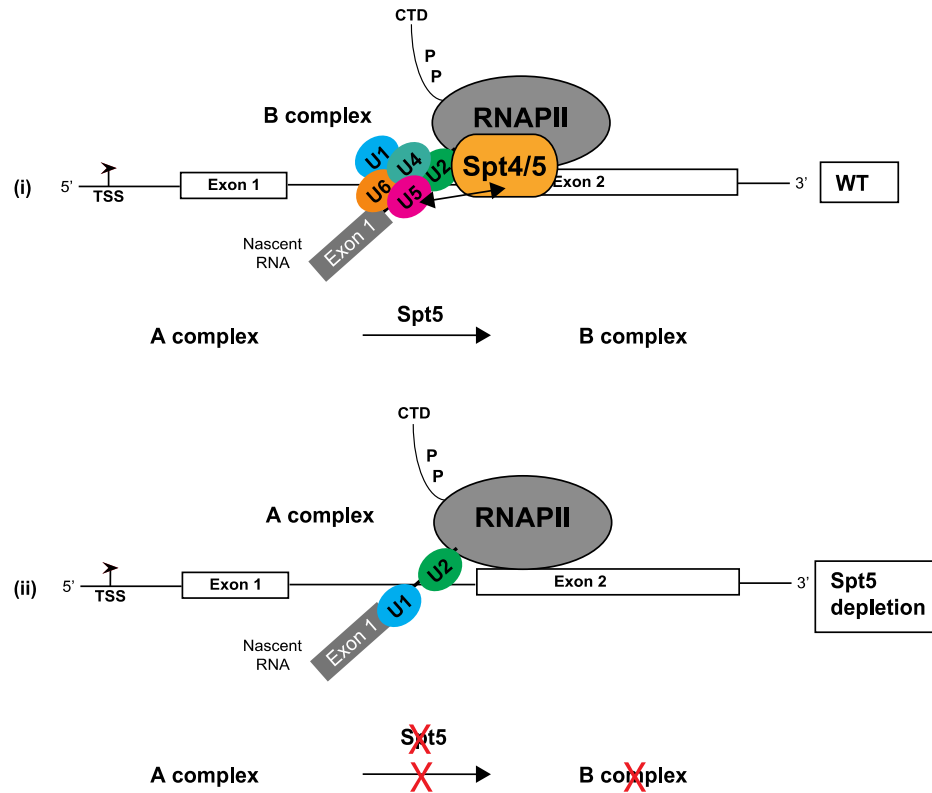 CTD
P
P
RNAPII
B complex
U1
U4
U2
Spt4/5
(i)
5'
TSS
Exon 1
U6
U5
Exon 2
3'
WT
Exon 1
Nascent
RNA
Spt5
A complex
B complex
CTD
P
P
A complex
RNAPII
U2
(ii)
5'
TSS
Exon 1
Exon 2
3'
Spt5
depletion
U1
Exon 1
Nascent
RNA
Spt5
A complex
B complex